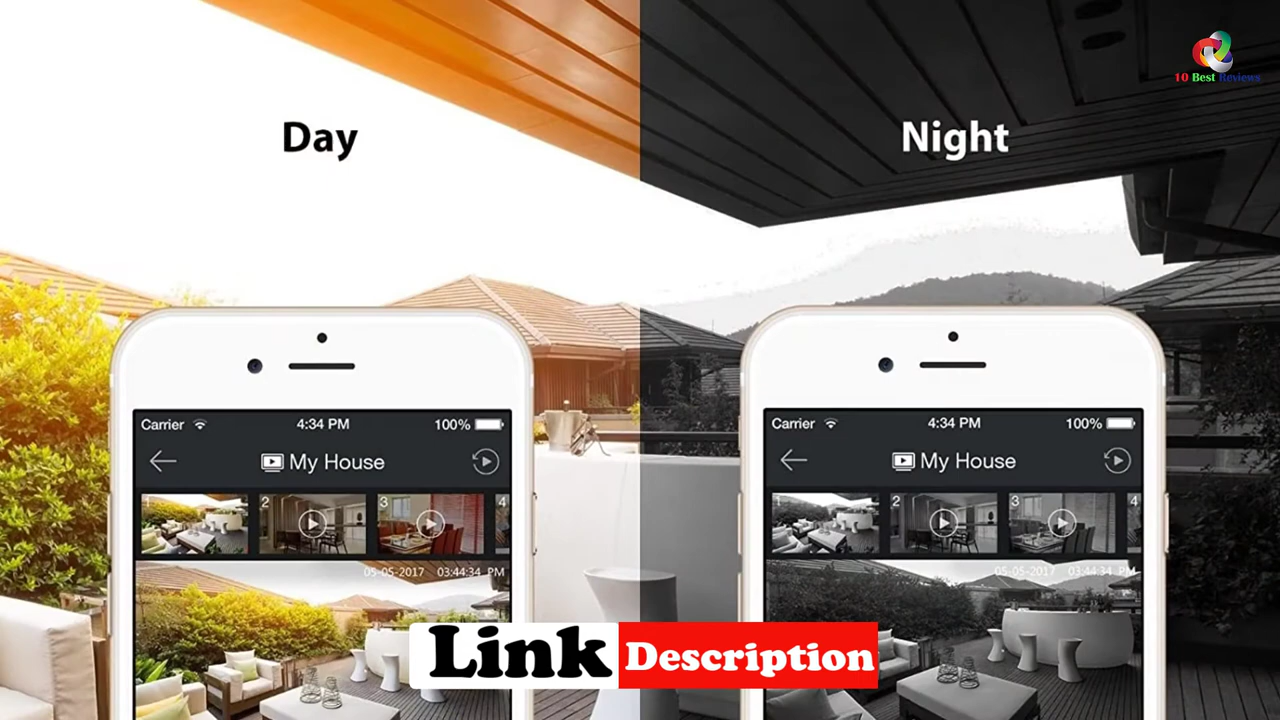 10 Best Reviews
Day
Night
Carrier 4:34 PM 100%
My House
2 3 4
05-05-2017 03:44:34 PM
Carrier 4:34 PM 100%
My House
2 3 4
05-05-2017 03:44:34 PM
Link Description